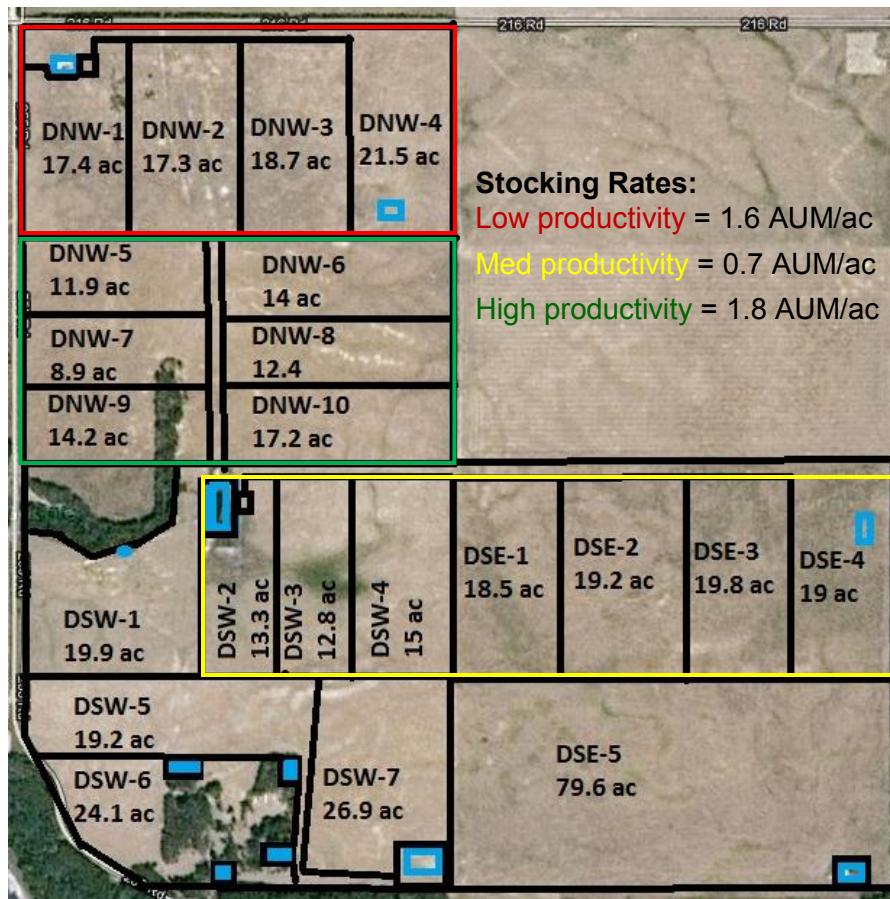 216 Rd
216 Rd
216 Rd
216 Rd
DNW-1
17.4 ac
DNW-2
17.3 ac
DNW-3
18.7 ac
DNW-4
21.5 ac
Stocking Rates:
Low productivity = 1.6 AUM/ac
Med productivity = 0.7 AUM/ac
High productivity = 1.8 AUM/ac
DNW-5
11.9 ac
DNW-6
14 ac
DNW-7
8.9 ac
DNW-8
12.4
DNW-9
14.2 ac
DNW-10
17.2 ac
DSW-1
19.9 ac
DSW-2
13.3 ac
DSW-3
12.8 ac
DSW-4
15 ac
DSE-1
18.5 ac
DSE-2
19.2 ac
DSE-3
19.8 ac
DSE-4
19 ac
DSW-5
19.2 ac
DSW-6
24.1 ac
DSW-7
26.9 ac
DSE-5
79.6 ac